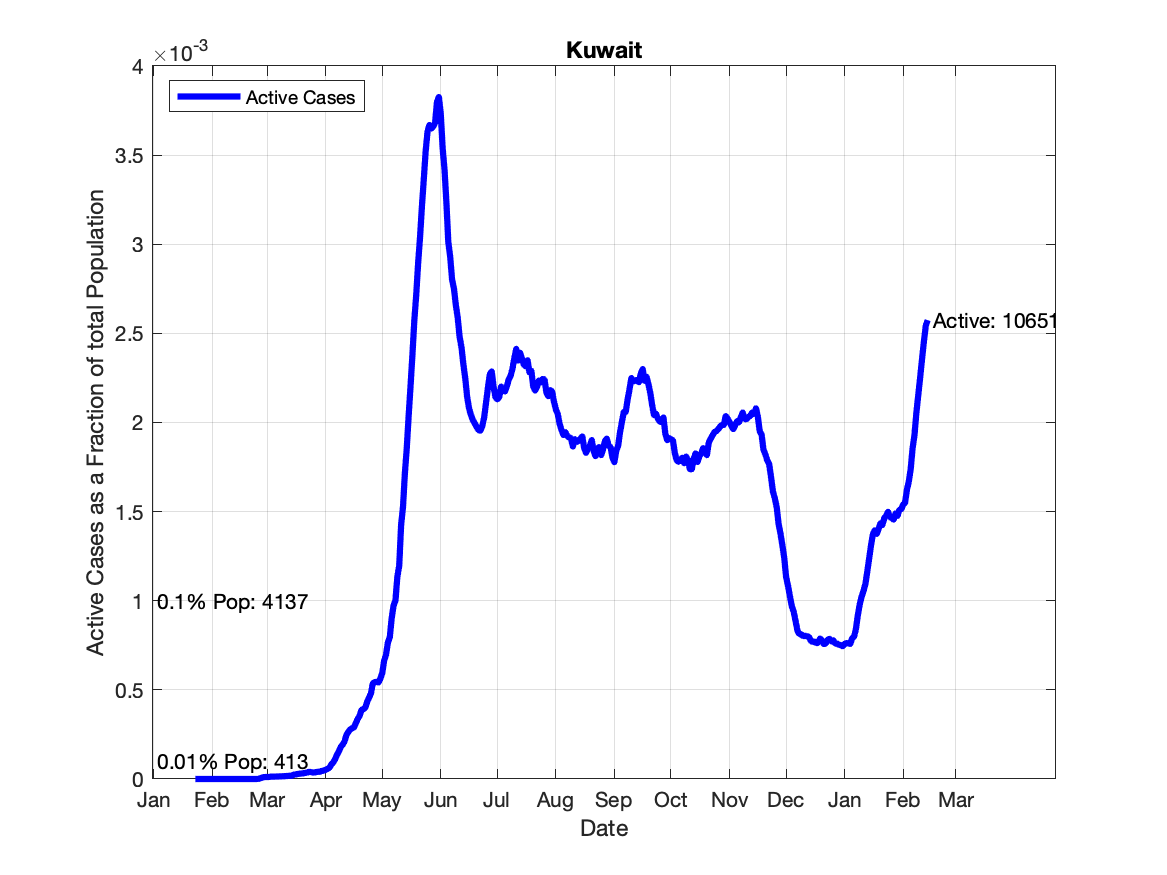 Kuwait
×10-3
Active Cases
4
3.5
3
2.5
2
1.5
1
0.5
0
Active Cases as a Fraction of total Population
Active: 10651
0.1% Pop: 4137
0.01% Pop: 413
Jan Feb Mar Apr May Jun Jul Aug Sep Oct Nov Dec Jan Feb Mar
Date